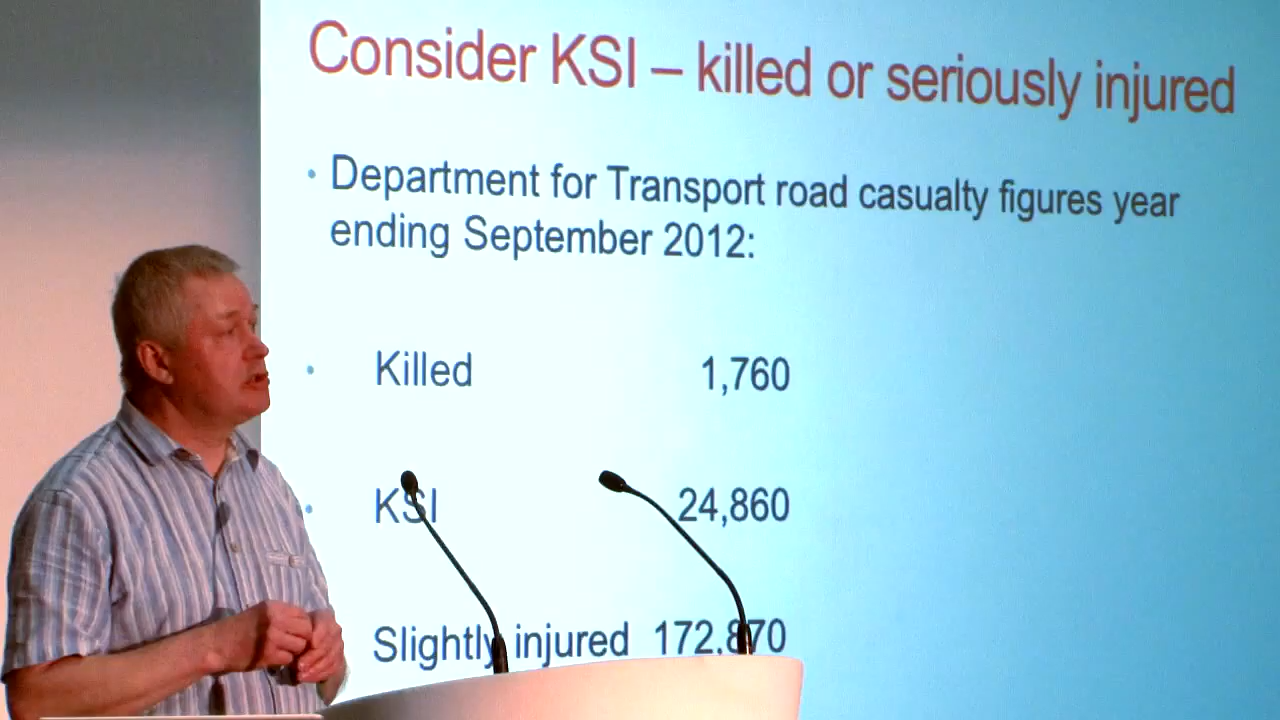 Consider KSI – killed or seriously injured
• Department for Transport road casualty figures year
ending September 2012:
• Killed 1,760
• KSI 24,860
Slightly injured 172,870